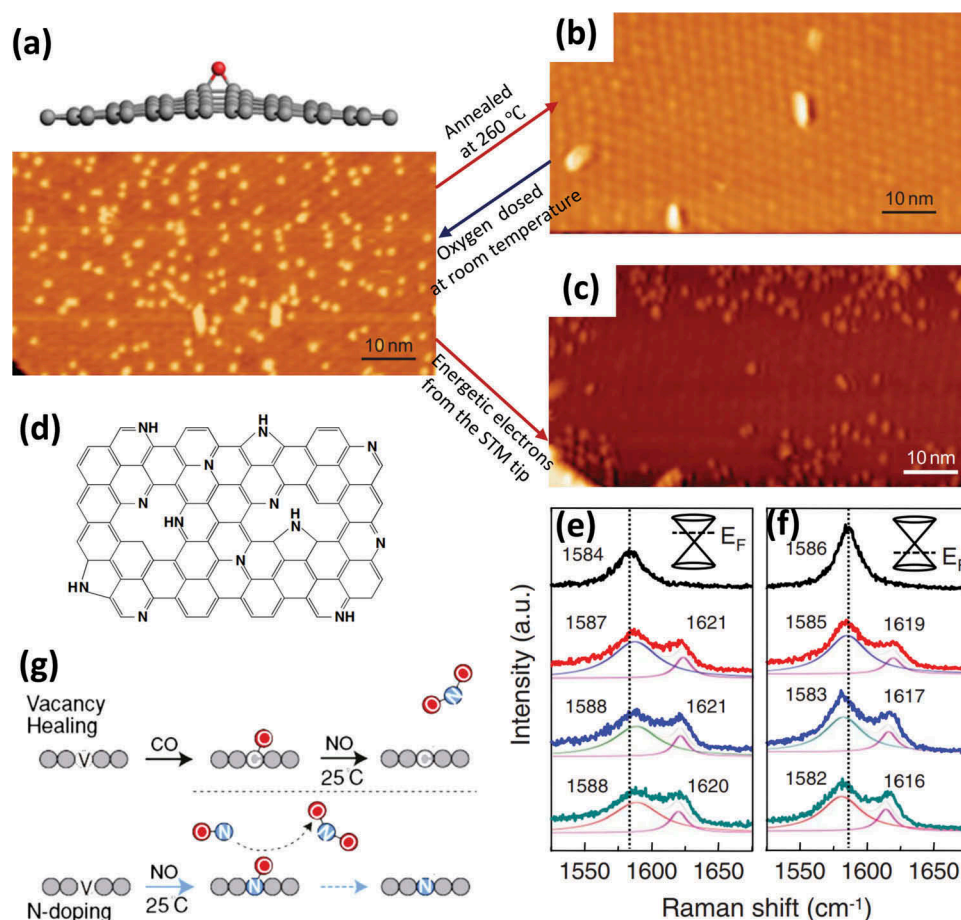 (a)
Annealed
at 260 °C
Oxygen dosed
at room temperature
Energetic electrons
from the STM tip
10 nm
(b)
10 nm
(c)
10 nm
(d)
NH
H
N
N
N
N
N
HN
H
N
N
N
HN
N
NH
(e)
E_F
1584
1587
1621
1588
1621
1588
1620
1550
1600
1650
(f)
E_F
1586
1585
1619
1583
1617
1582
1616
1550
1600
1650
Intensity (a.u.)
Raman shift (cm⁻¹)
(g)
Vacancy
Healing
V
CO
C
NO
25°C
C
N
N
N
V
NO
25°C
N
N
N-doping